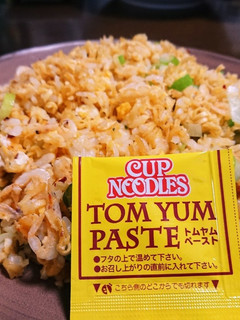 CUP
NOODLES
TOM YUM
PASTE トムヤム
ペースト
●フタの上で温めて下さい。
●お召し上がりの直前に入れて下さい。
こちら側のどこからでも切れます